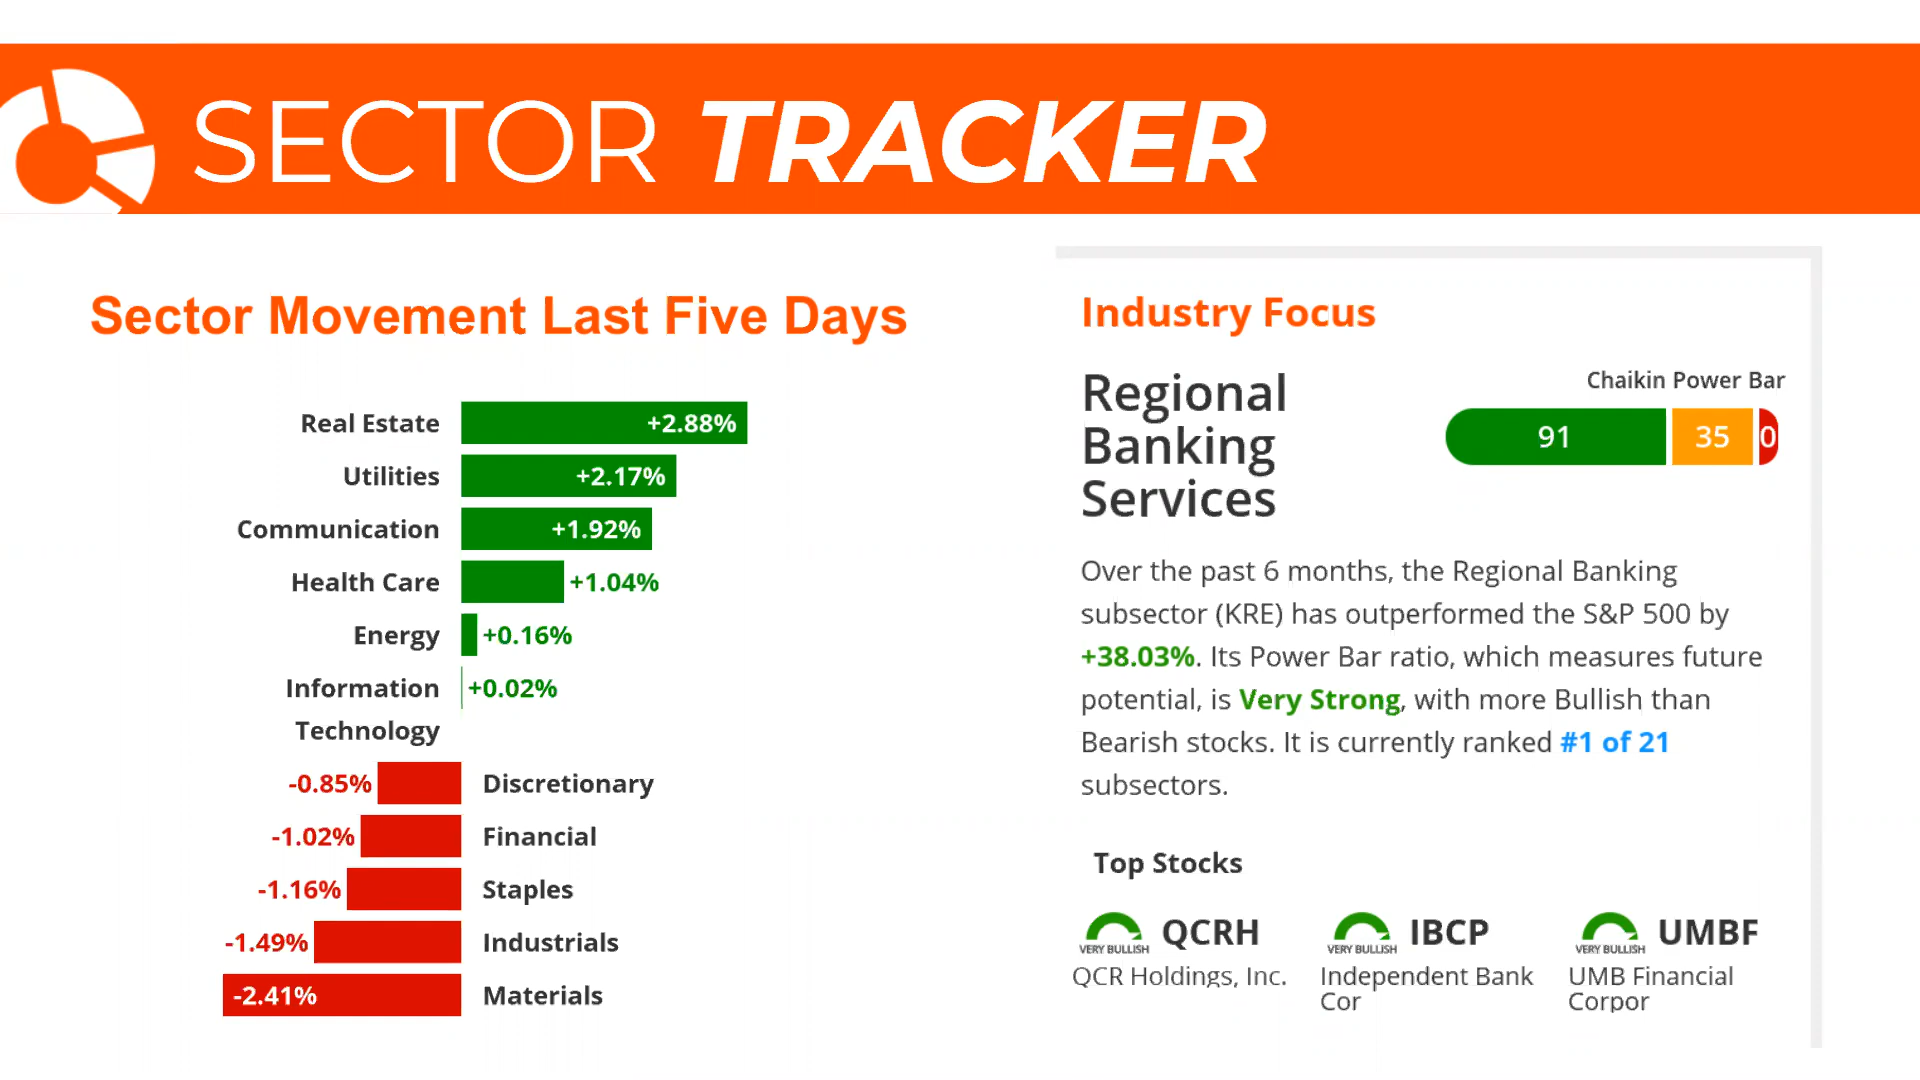 SECTOR TRACKER
Sector Movement Last Five Days
Real Estate +2.88%
Utilities +2.17%
Communication +1.92%
Health Care +1.04%
Energy +0.16%
Information +0.02%
Technology
-0.85% Discretionary
-1.02% Financial
-1.16% Staples
-1.49% Industrials
-2.41% Materials
Industry Focus
Regional
Banking
Services
Chaikin Power Bar
91 35 0
Over the past 6 months, the Regional Banking
subsector (KRE) has outperformed the S&P 500 by
+38.03%. Its Power Bar ratio, which measures future
potential, is Very Strong, with more Bullish than
Bearish stocks. It is currently ranked #1 of 21
subsectors.
Top Stocks
VERY BULLISH QCRH
QCR Holdings, Inc.
VERY BULLISH IBCP
Independent Bank
Cor
VERY BULLISH UMBF
UMB Financial
Corpor